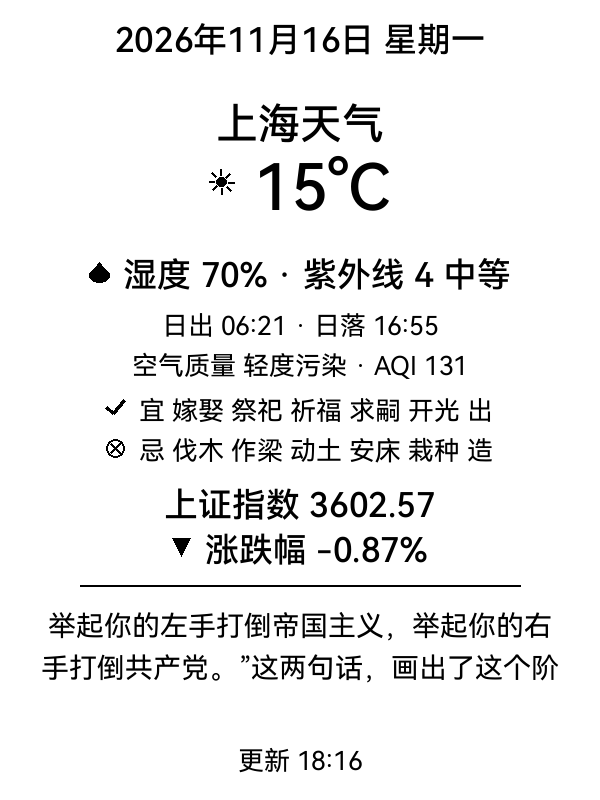 2026年11月16日 星期一
上海天气
15°C
湿度 70% · 紫外线 4 中等
日出 06:21 · 日落 16:55
空气质量 轻度污染 · AQI 131
宜 嫁娶 祭祀 祈福 求嗣 开光 出
忌 伐木 作梁 动土 安床 栽种 造
上证指数 3602.57
▼ 涨跌幅 -0.87%
举起你的左手打倒帝国主义，举起你的右
手打倒共产党。”这两句话，画出了这个阶
更新 18:16